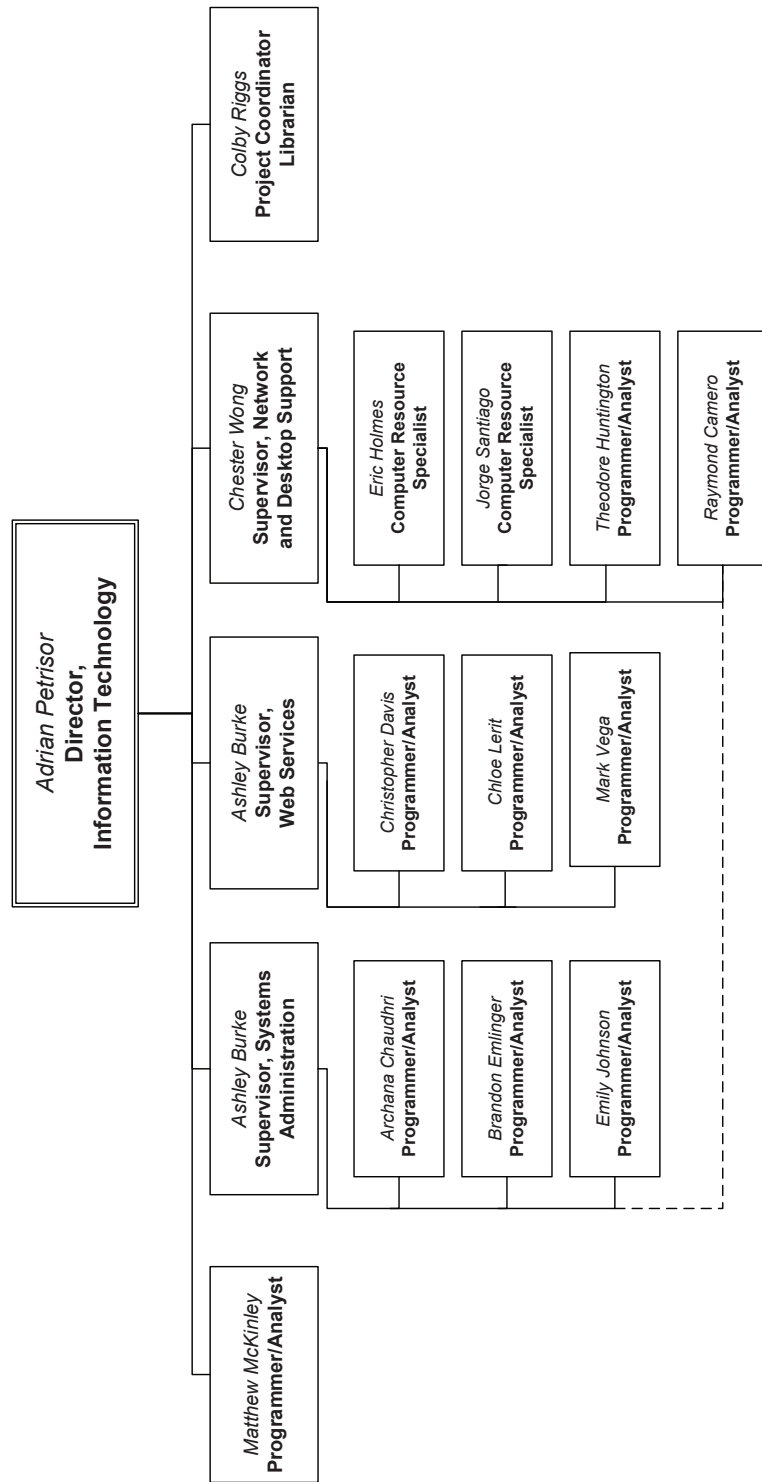 Adrian Petrisor
Director,
Information Technology
Matthew McKinley
Programmer/Analyst
Ashley Burke
Supervisor, Systems
Administration
Archana Chaudhri
Programmer/Analyst
Brandon Emlinger
Programmer/Analyst
Emily Johnson
Programmer/Analyst
Ashley Burke
Supervisor,
Web Services
Christopher Davis
Programmer/Analyst
Chloe Lerit
Programmer/Analyst
Mark Vega
Programmer/Analyst
Chester Wong
Supervisor, Network
and Desktop Support
Eric Holmes
Computer Resource
Specialist
Jorge Santiago
Computer Resource
Specialist
Theodore Huntington
Programmer/Analyst
Raymond Camero
Programmer/Analyst
Colby Riggs
Project Coordinator
Librarian